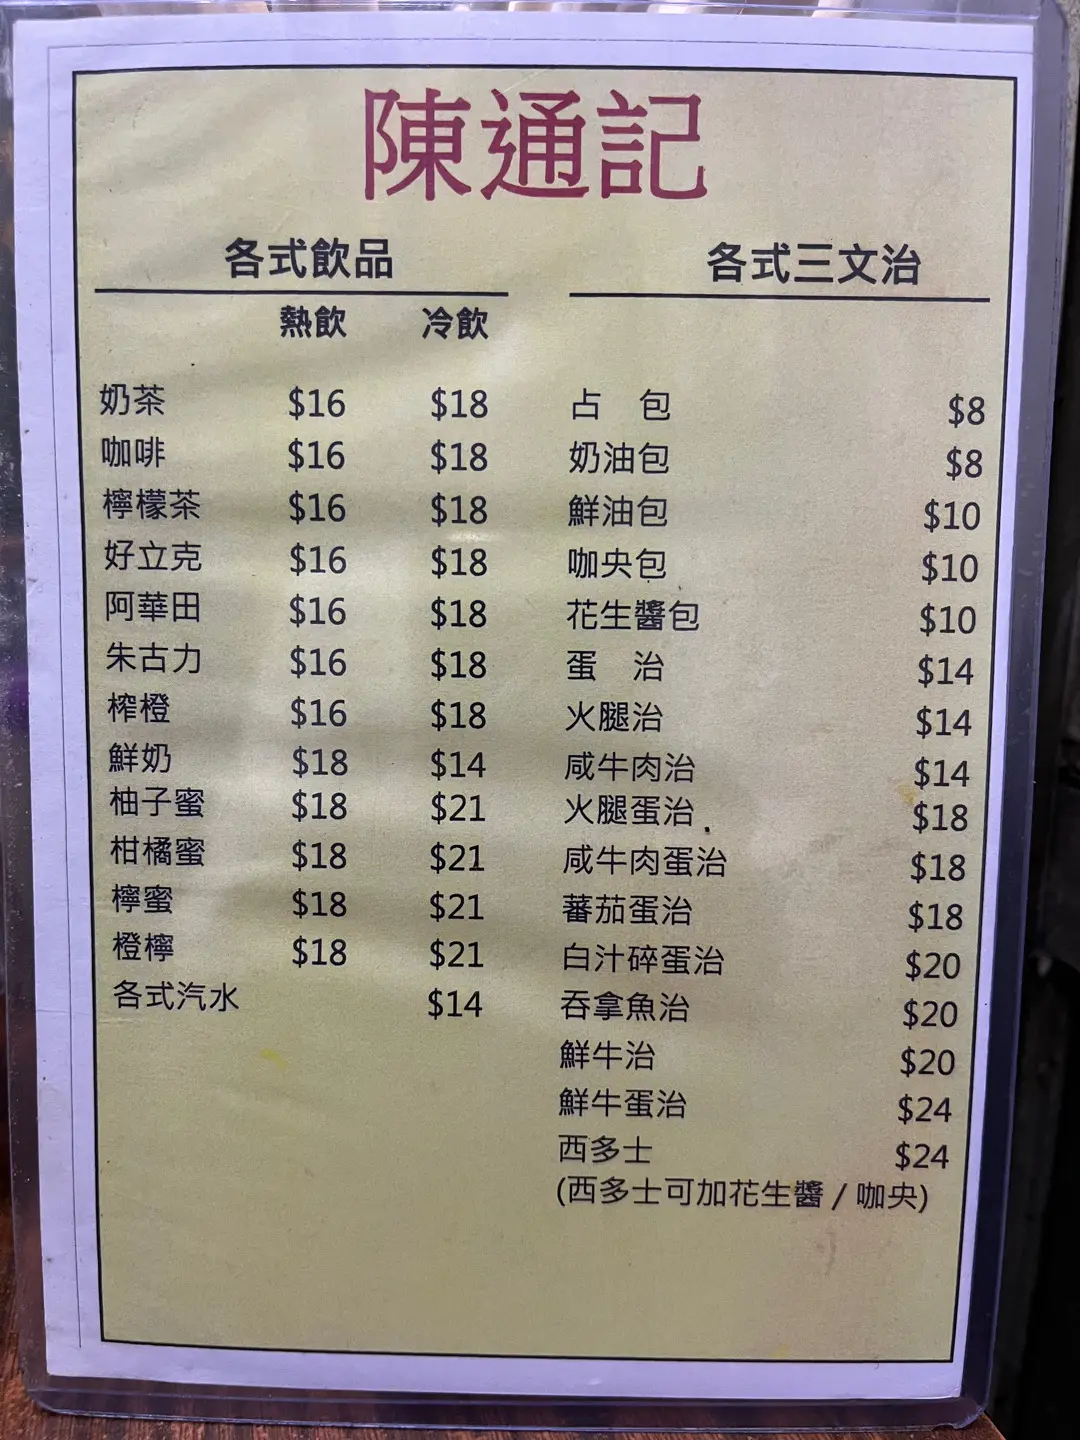 陳通記
各式飲品
熱飲 冷飲
奶茶 $16 $18
咖啡 $16 $18
檸檬茶 $16 $18
好立克 $16 $18
阿華田 $16 $18
朱古力 $16 $18
榨橙 $16 $18
鮮奶 $18 $14
柚子蜜 $18 $21
柑橘蜜 $18 $21
檸蜜 $18 $21
橙檸 $18 $21
各式汽水 $14
各式三文治
占 包 $8
奶油包 $8
鮮油包 $10
咖央包 $10
花生醬包 $10
蛋 治 $14
火腿治 $14
咸牛肉治 $14
火腿蛋治 $18
咸牛肉蛋治 $18
蕃茄蛋治 $18
白汁碎蛋治 $20
吞拿魚治 $20
鮮牛治 $20
鮮牛蛋治 $24
西多士 $24
(西多士可加花生醬 / 咖央)